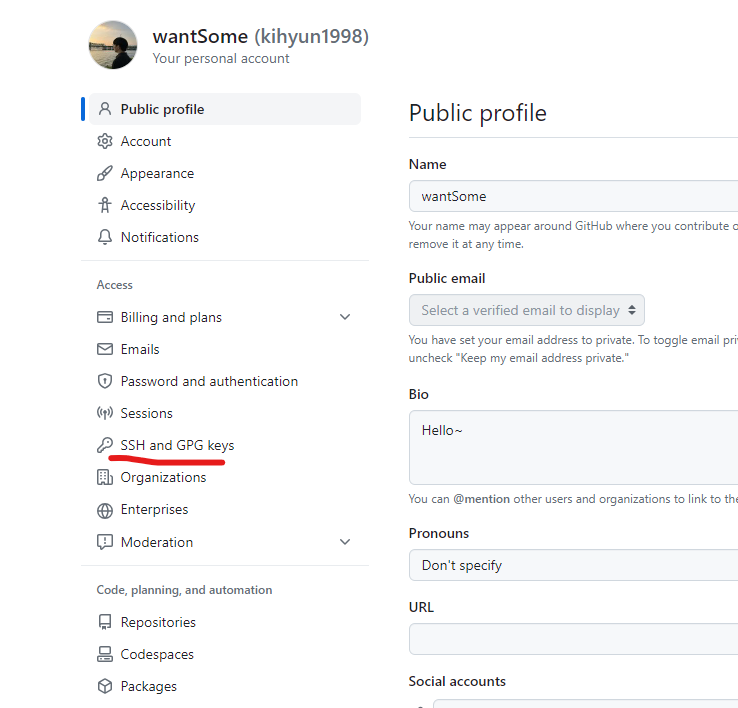 wantSome (kihyun1998)
Your personal account
Public profile
Account
Appearance
Accessibility
Notifications
Access
Billing and plans
Emails
Password and authentication
Sessions
SSH and GPG keys
Organizations
Enterprises
Moderation
Code, planning, and automation
Repositories
Codespaces
Packages
Public profile
Name
wantSome
Your name may appear around GitHub where you contribute o
remove it at any time.
Public email
Select a verified email to display
You have set your email address to private. To toggle email pri
uncheck "Keep my email address private."
Bio
Hello~
You can @mention other users and organizations to link to the
Pronouns
Don't specify
URL
Social accounts